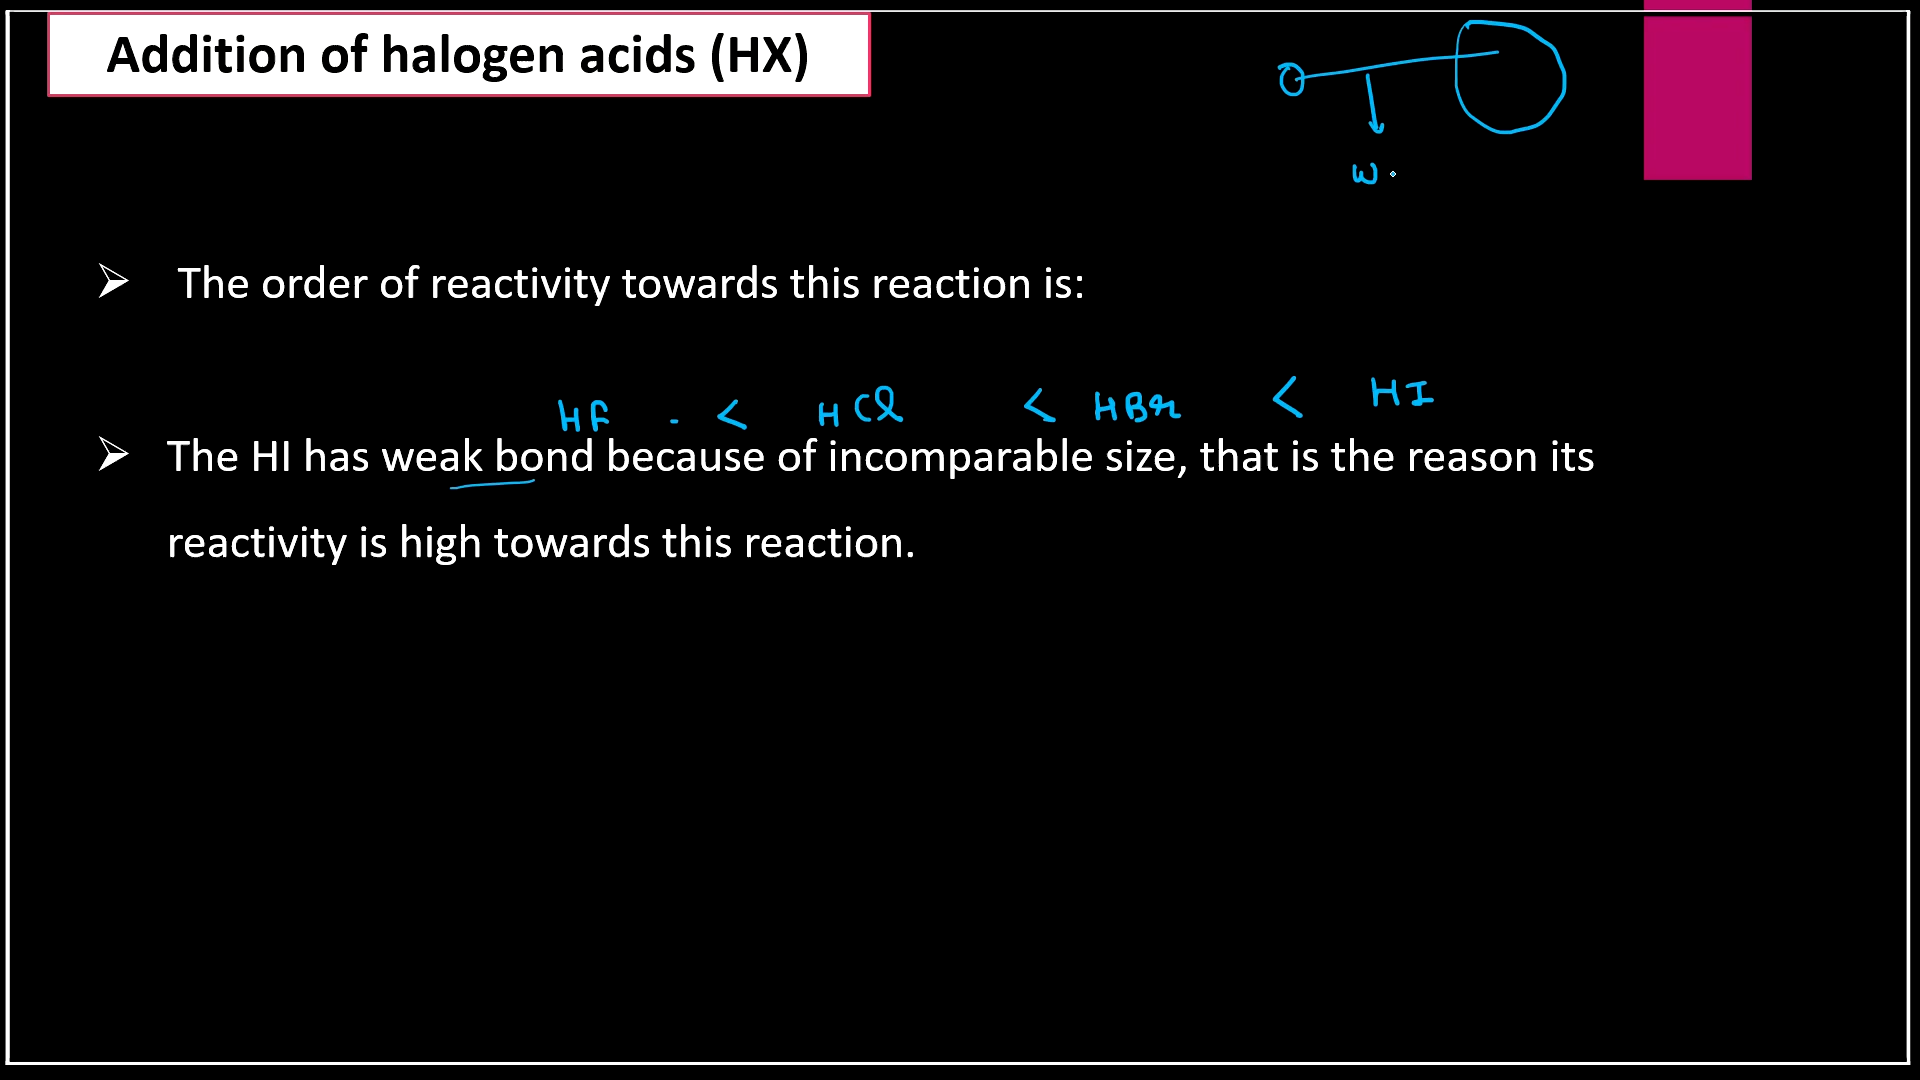 Addition of halogen acids (HX)
W.
➢ The order of reactivity towards this reaction is:
HF - < HCl < HBr < HI
➢ The HI has weak bond because of incomparable size, that is the reason its
reactivity is high towards this reaction.